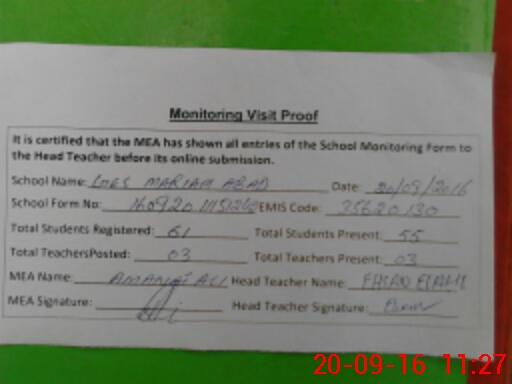 Monitoring Visit Proof
It is certified that the MEA has shown all entries of the School Monitoring Form to
the Head Teacher before its online submission.
School Name: MARIAM ABAD Date: 20/09/2016
School Form No: EMIS Code:
Total Students Registered: 61 Total Students Present: 55
Total TeachersPosted: 03 Total Teachers Present: 03
MEA Name: AMANAT ALI Head Teacher Name:
MEA Signature: Head Teacher Signature:
20-09-16 11:27